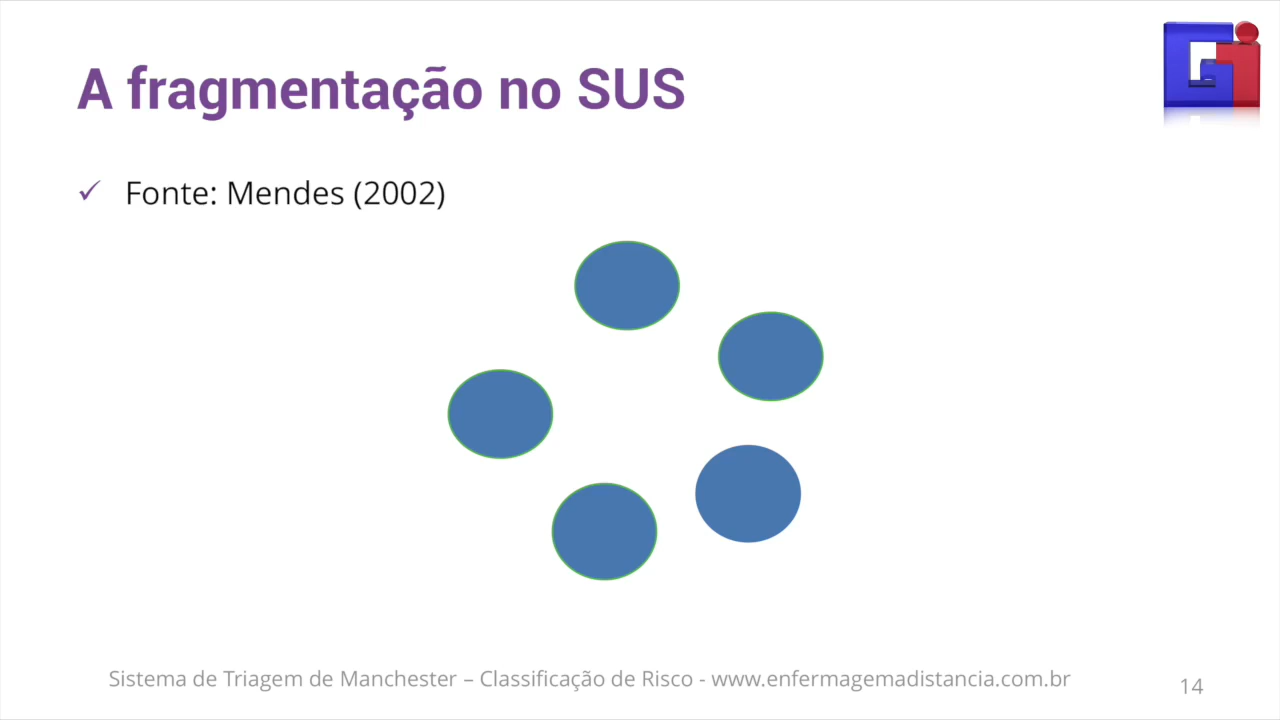 A fragmentação no SUS
Fonte: Mendes (2002)
Sistema de Triagem de Manchester – Classificação de Risco - www.enfermagemadistancia.com.br
14